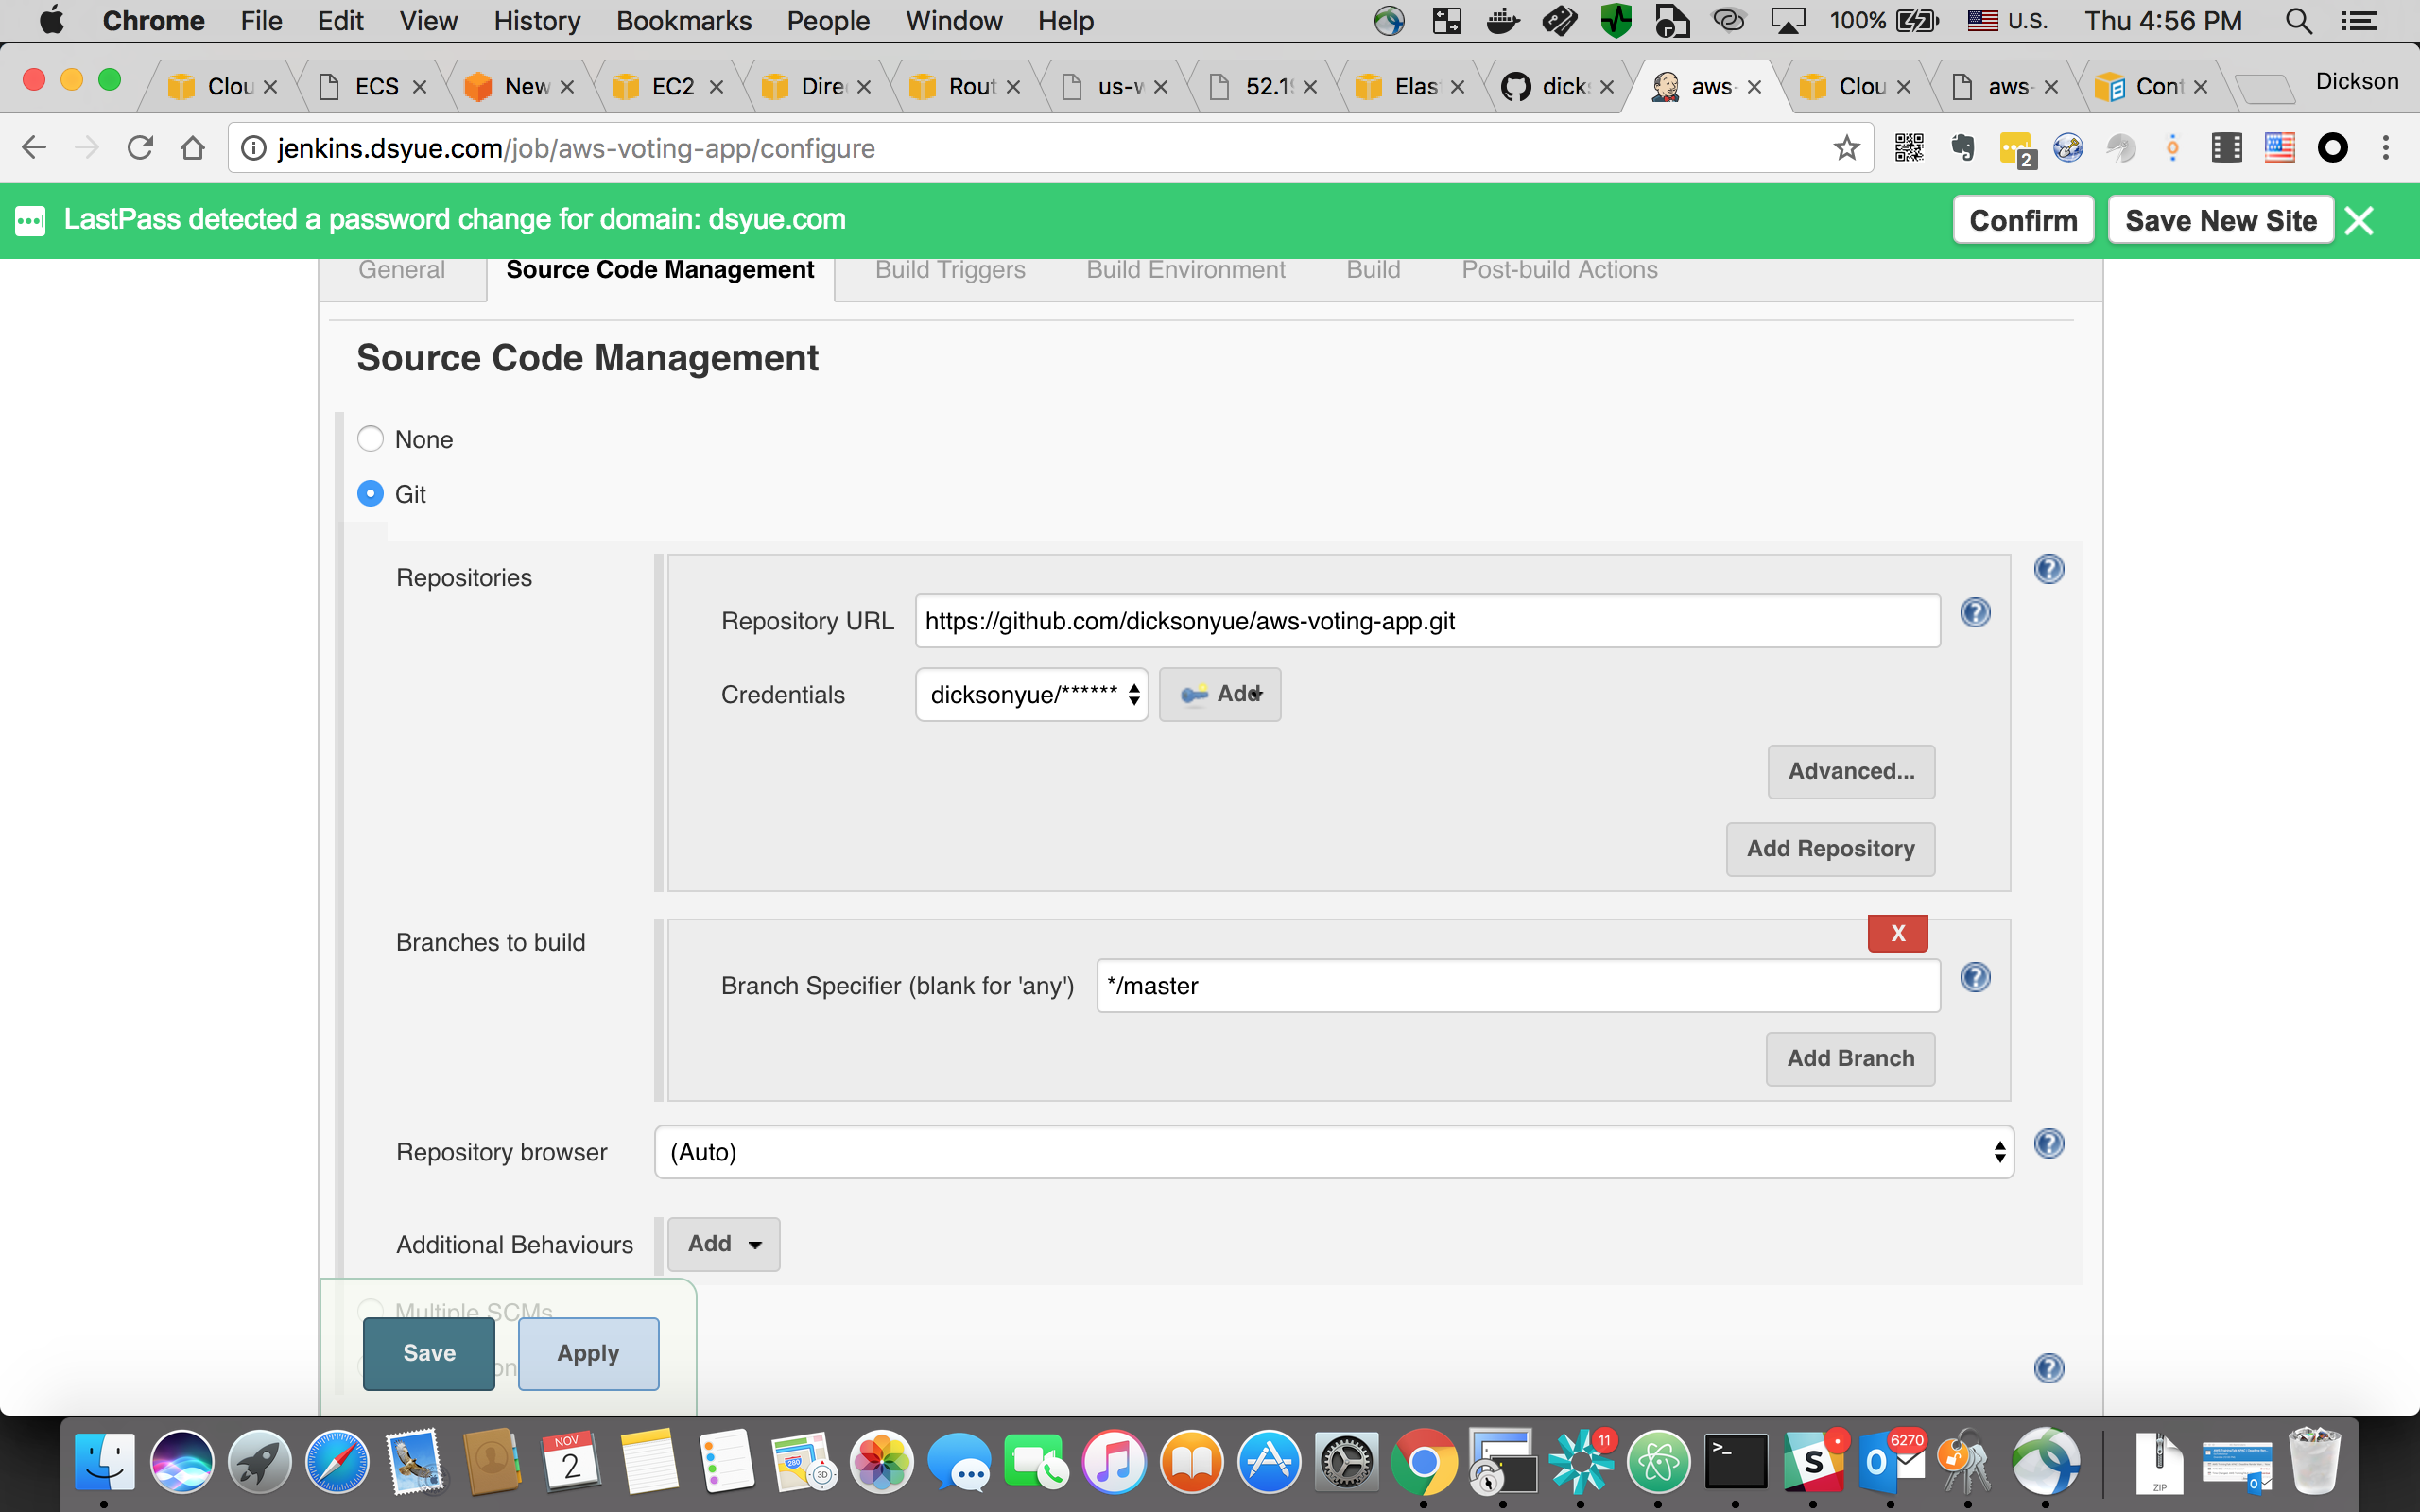 Chrome File Edit View History Bookmarks People Window Help 100% U.S. Thu 4:56 PM
Clou ECS New EC2 Dire Rout us-w 52.1 Elas dick aws- Clou aws- Cont Dickson
jenkins.dsyue.com/job/aws-voting-app/configure
2
LastPass detected a password change for domain: dsyue.com Confirm Save New Site
General Source Code Management Build Triggers Build Environment Build Post-build Actions
Source Code Management
None
Git
Repositories
Repository URL https://github.com/dicksonyue/aws-voting-app.git
Credentials dicksonyue/****** Add
Advanced...
Add Repository
Branches to build
X
Branch Specifier (blank for 'any') */master
Add Branch
Repository browser (Auto)
Additional Behaviours Add
Multiple SCMs
Save Apply
NOV
2
280
3D
11
>_
S
6270
ZIP